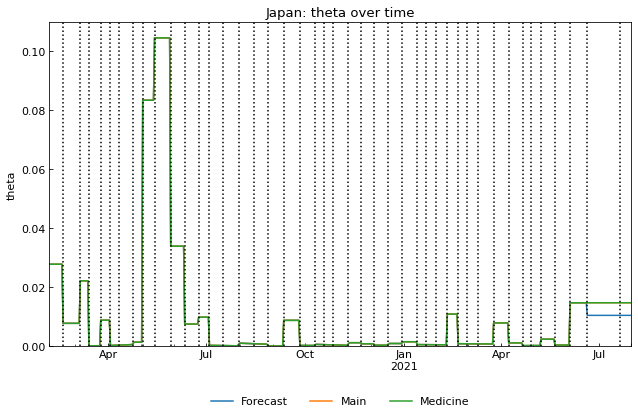 Japan: theta over time
theta
0.10
0.08
0.06
0.04
0.02
0.00
Apr Jul Oct Jan Apr Jul
2021
Forecast Main Medicine